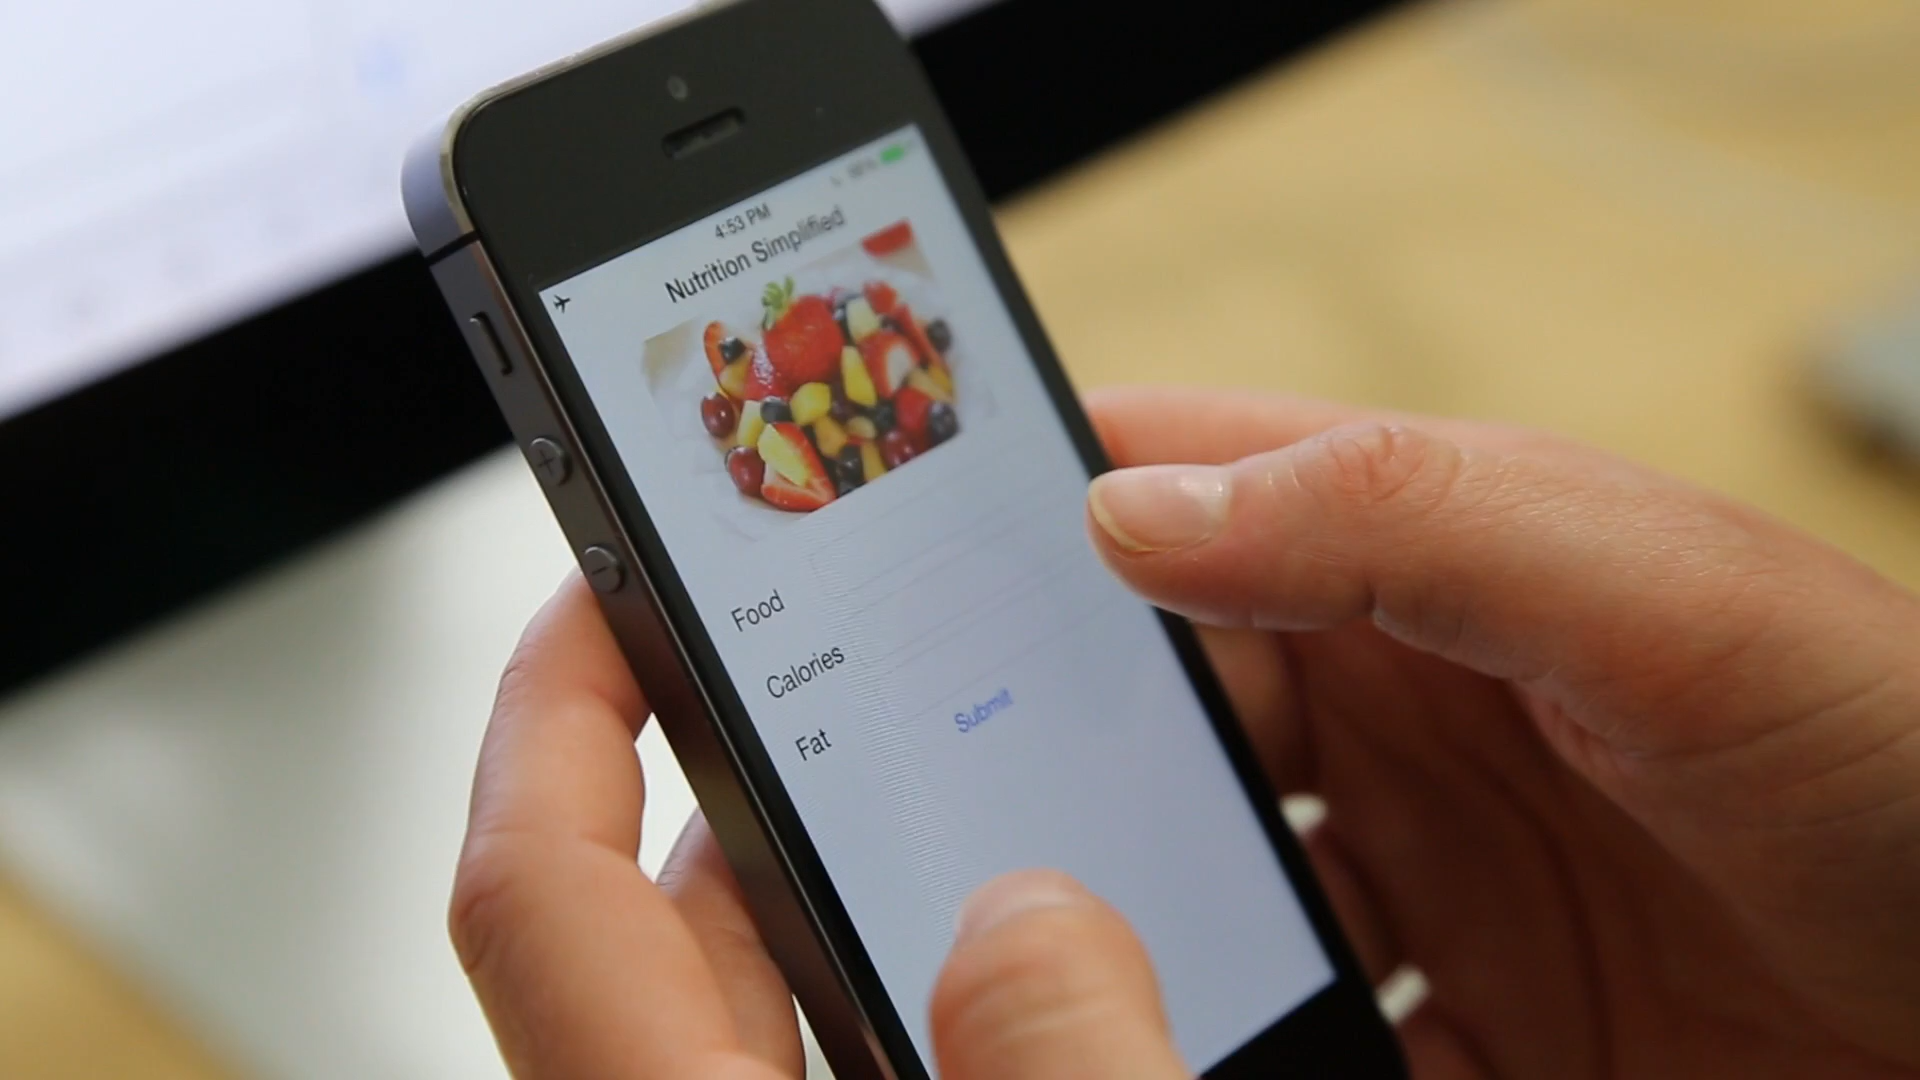 4:53 PM
Nutrition Simplified
Food
Calories
Fat
Submit